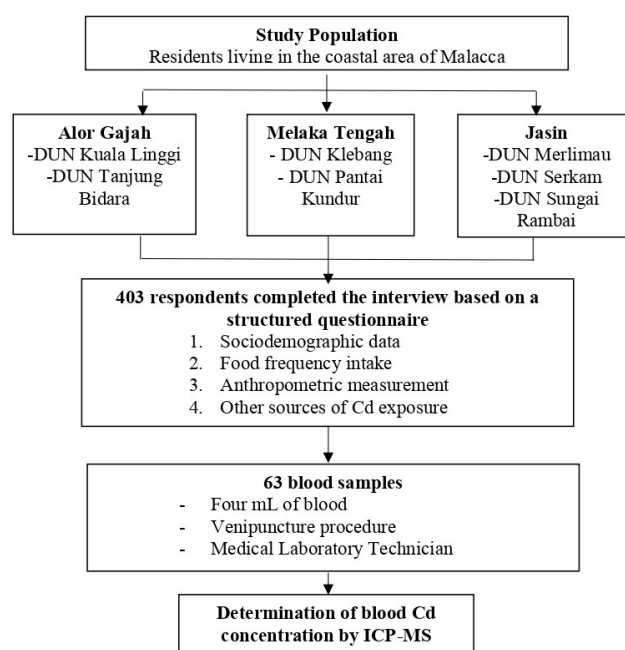 Study Population
Residents living in the coastal area of Malacca
Alor Gajah
-DUN Kuala Linggi
-DUN Tanjung
Bidara
Melaka Tengah
- DUN Klebang
- DUN Pantai
Kundur
Jasin
-DUN Merlimau
-DUN Serkam
-DUN Sungai
Rambai
403 respondents completed the interview based on a
structured questionnaire
1. Sociodemographic data
2. Food frequency intake
3. Anthropometric measurement
4. Other sources of Cd exposure
63 blood samples
- Four mL of blood
- Venipuncture procedure
- Medical Laboratory Technician
Determination of blood Cd
concentration by ICP-MS